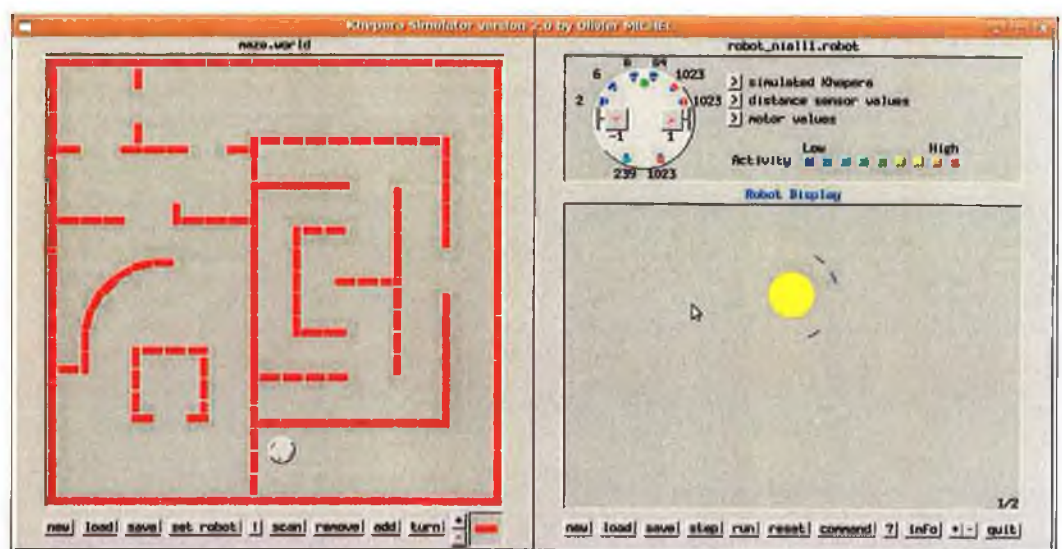 Khepera Simulator version 2.0 by Olivier MICHEL
maze.world
robot_niall1.robot
6 84
6 1023
2 1023
-1 1
239 1023
> simulated Khepera
> distance sensor values
> motor values
Low High
Activity
Robot Display
1/2
new load save set robot ! scan remove add turn + -
new load save step run reset command ? info + - quit